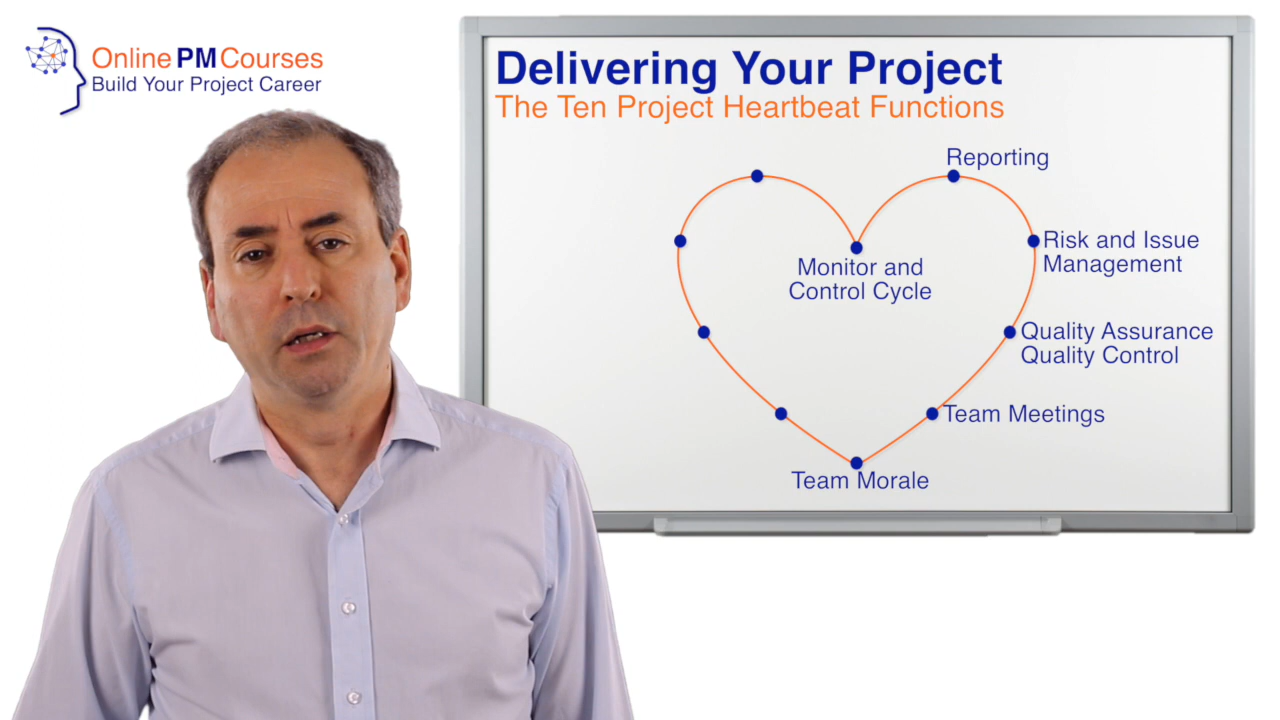 Online PM Courses
Build Your Project Career
Delivering Your Project
The Ten Project Heartbeat Functions
Reporting
Risk and Issue
Management
Monitor and
Control Cycle
Quality Assurance
Quality Control
Team Meetings
Team Morale